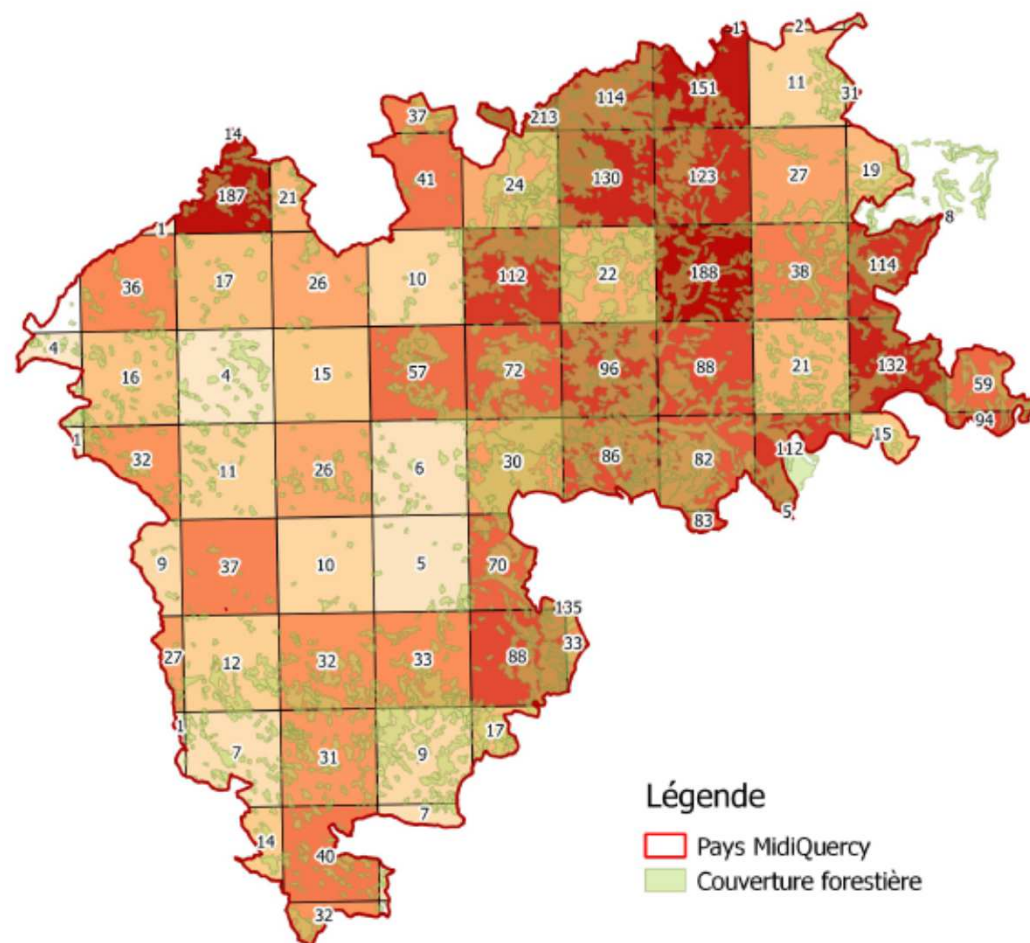 1 2
11
151
31
114
37 213
14
41 24 130 123 27 19
187 21
8
1
36 17 26 10 112 22 188 38 114
4 16 4 15 57 72 96 88 21 132 59
94
1 32 11 26 6 30 86 82 112 15
83 5
9 37 10 5 70
135
27 12 32 33 88 33
1 7 31 9 17
7
14 40
32
Légende
Pays MidiQuercy
Couverture forestière